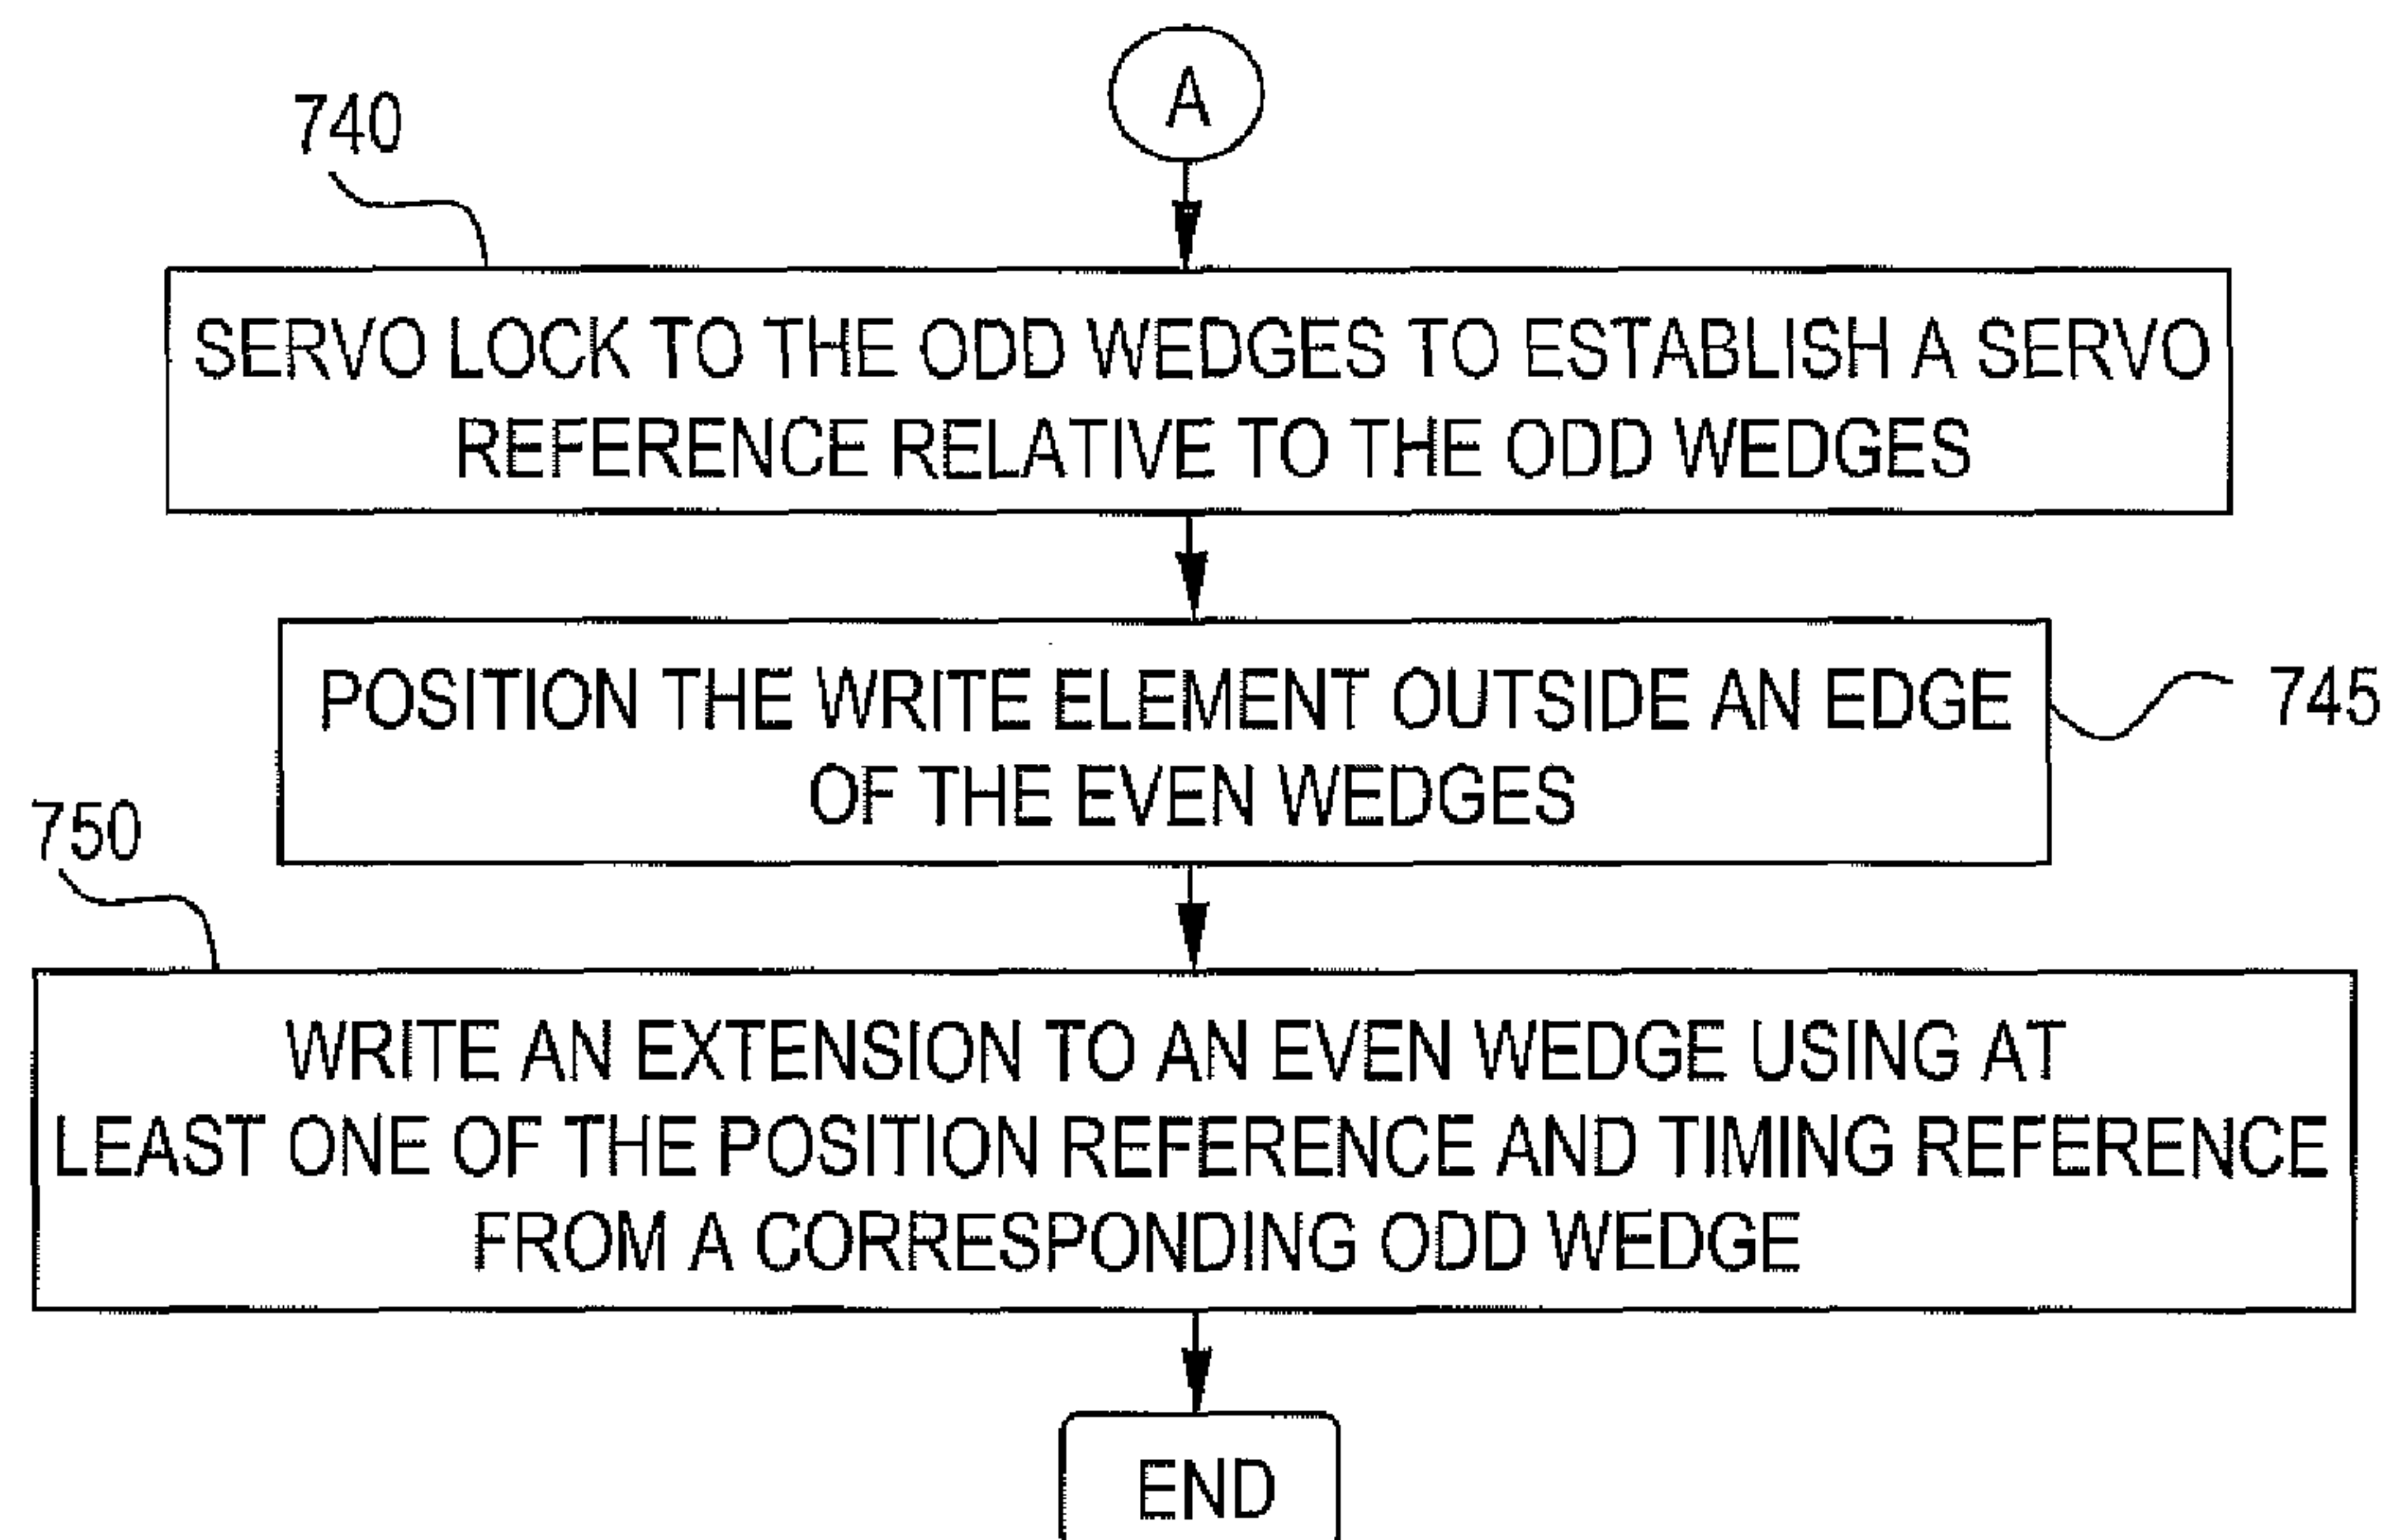 A
740
SERVO LOCK TO THE ODD WEDGES TO ESTABLISH A SERVO
REFERENCE RELATIVE TO THE ODD WEDGES
POSITION THE WRITE ELEMENT OUTSIDE AN EDGE
OF THE EVEN WEDGES
745
750
WRITE AN EXTENSION TO AN EVEN WEDGE USING AT
LEAST ONE OF THE POSITION REFERENCE AND TIMING REFERENCE
FROM A CORRESPONDING ODD WEDGE
END